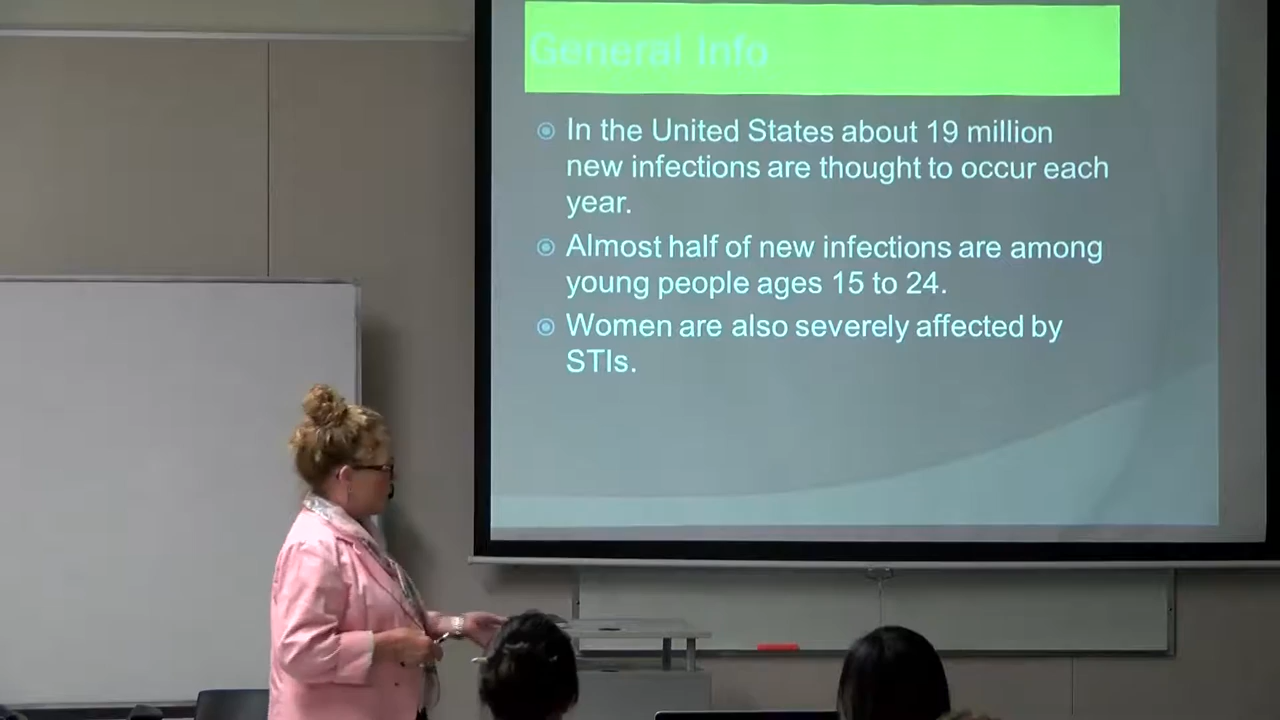 General Info
In the United States about 19 million
new infections are thought to occur each
year.
Almost half of new infections are among
young people ages 15 to 24.
Women are also severely affected by
STIs.